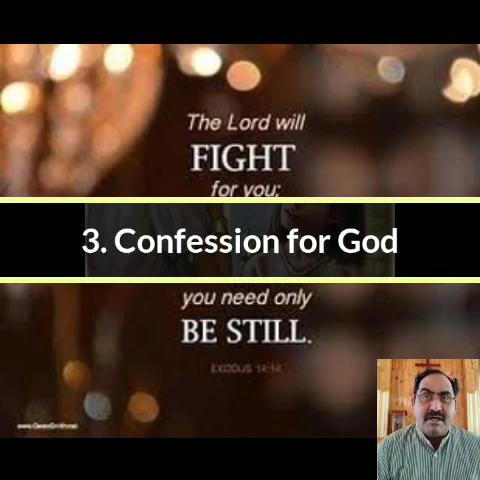 The Lord will
FIGHT
for you;
3. Confession for God
you need only
BE STILL.
EXODUS 14:14